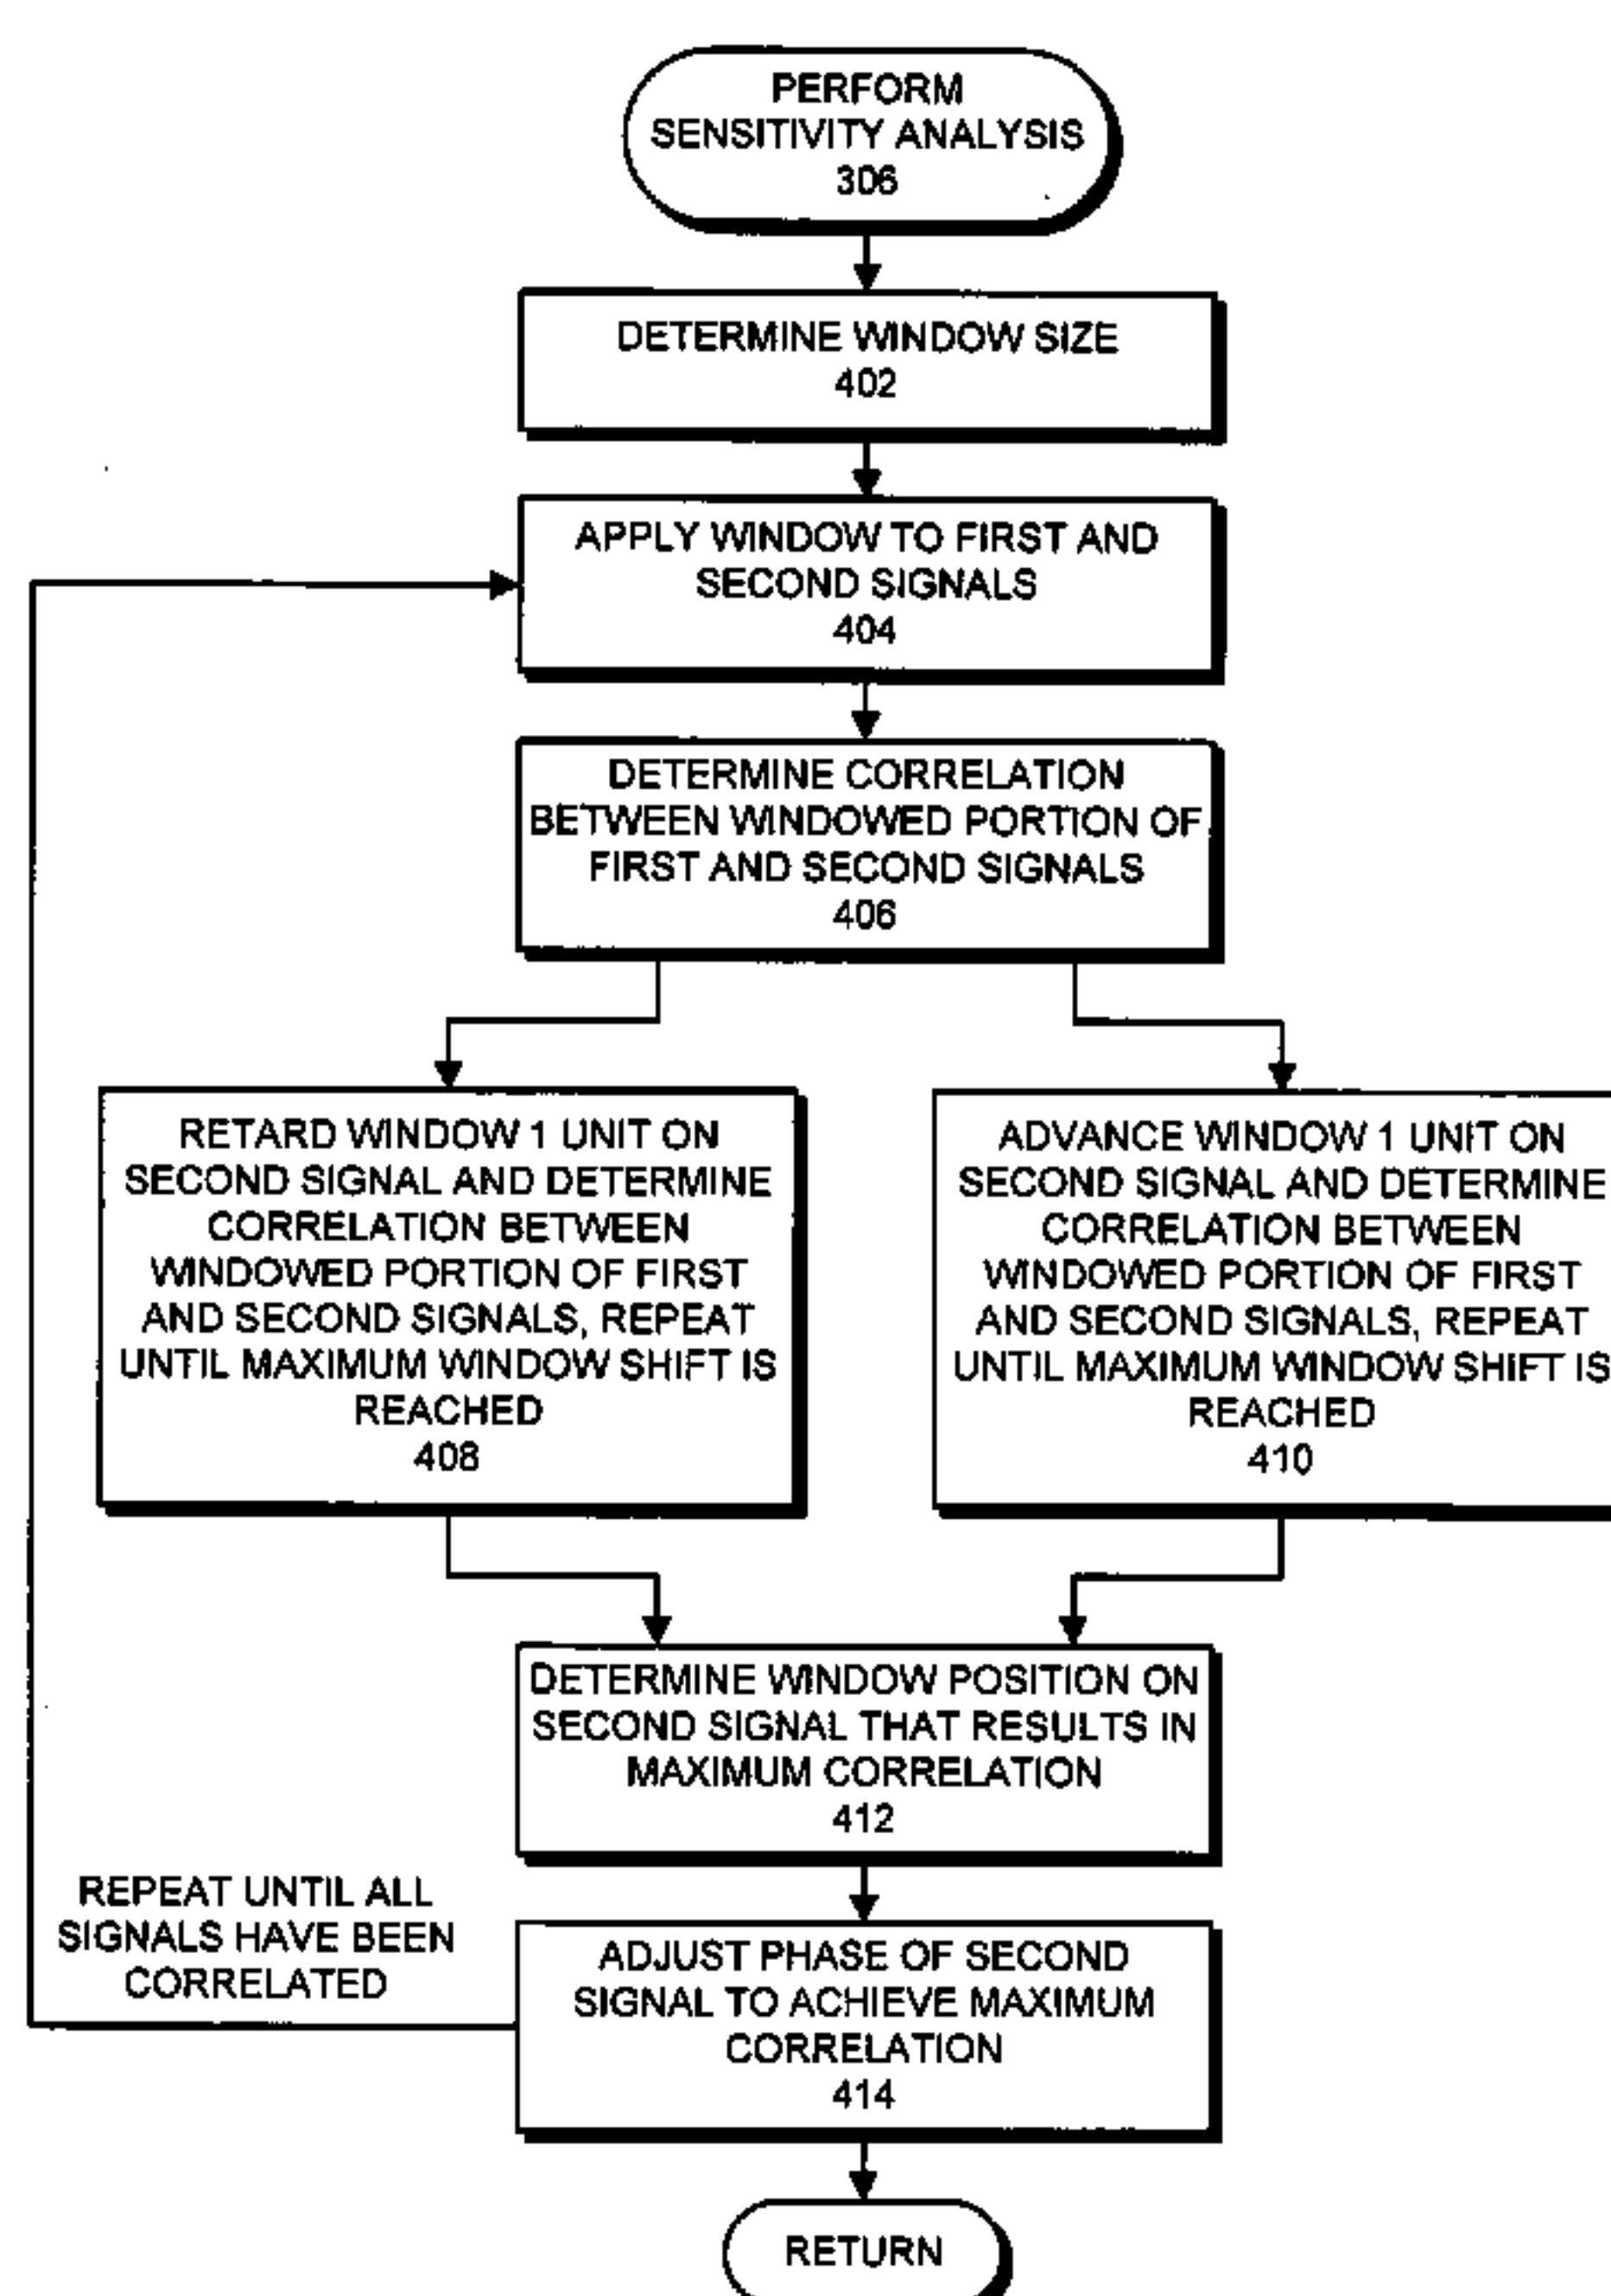 PERFORM
SENSITIVITY ANALYSIS
306
DETERMINE WINDOW SIZE
402
APPLY WINDOW TO FIRST AND
SECOND SIGNALS
404
DETERMINE CORRELATION
BETWEEN WINDOWED PORTION OF
FIRST AND SECOND SIGNALS
406
RETARD WINDOW 1 UNIT ON
SECOND SIGNAL AND DETERMINE
CORRELATION BETWEEN
WINDOWED PORTION OF FIRST
AND SECOND SIGNALS, REPEAT
UNTIL MAXIMUM WINDOW SHIFT IS
REACHED
408
ADVANCE WINDOW 1 UNIT ON
SECOND SIGNAL AND DETERMINE
CORRELATION BETWEEN
WINDOWED PORTION OF FIRST
AND SECOND SIGNALS, REPEAT
UNTIL MAXIMUM WINDOW SHIFT IS
REACHED
410
DETERMINE WINDOW POSITION ON
SECOND SIGNAL THAT RESULTS IN
MAXIMUM CORRELATION
412
REPEAT UNTIL ALL
SIGNALS HAVE BEEN
CORRELATED
ADJUST PHASE OF SECOND
SIGNAL TO ACHIEVE MAXIMUM
CORRELATION
414
RETURN